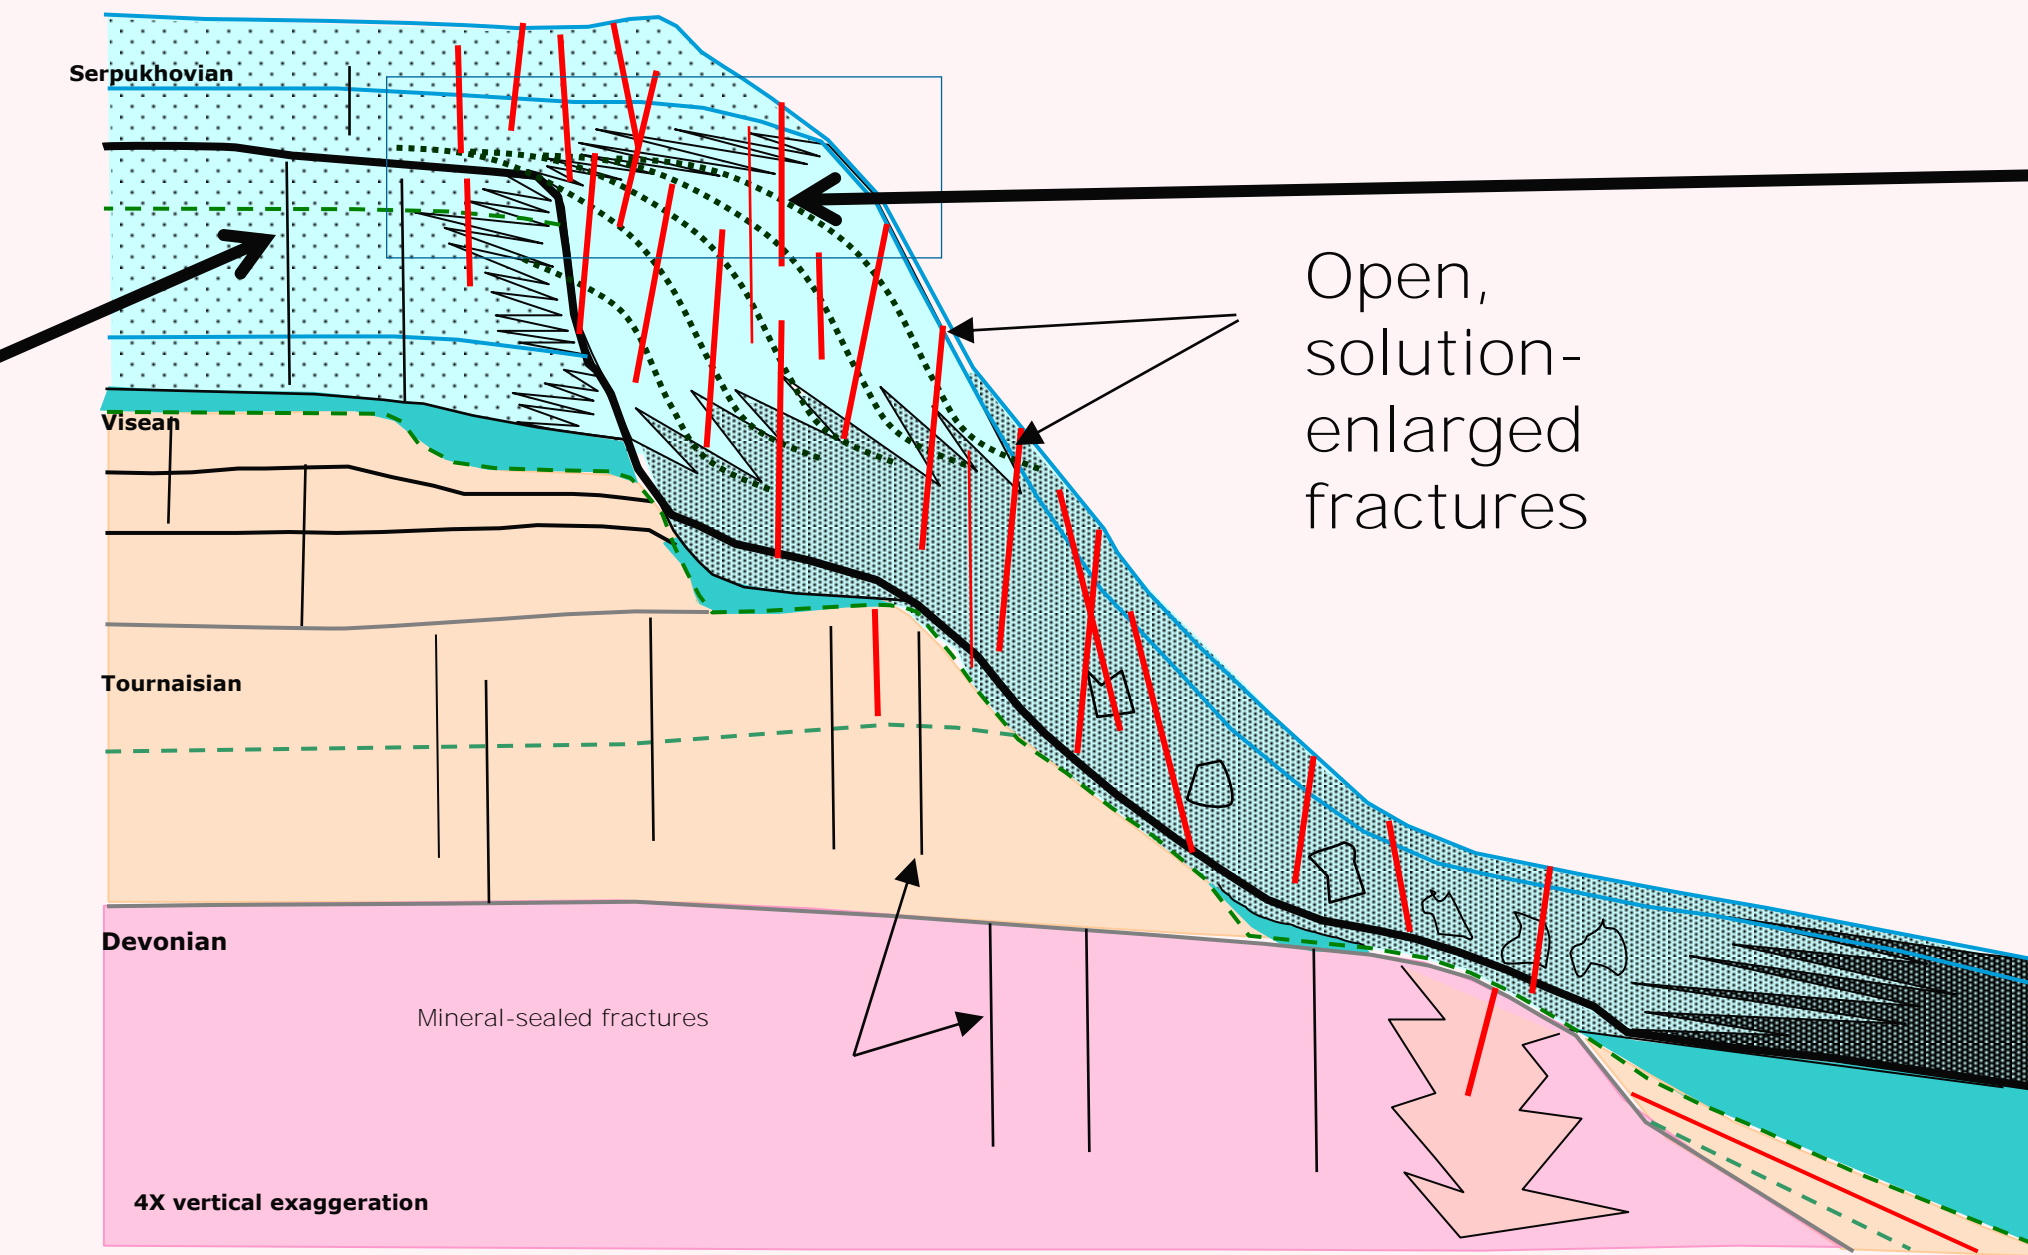 Serpukhovian
Open,
solution-
enlarged
fractures
Visean
Tournaisian
Devonian
Mineral-sealed fractures
4X vertical exaggeration